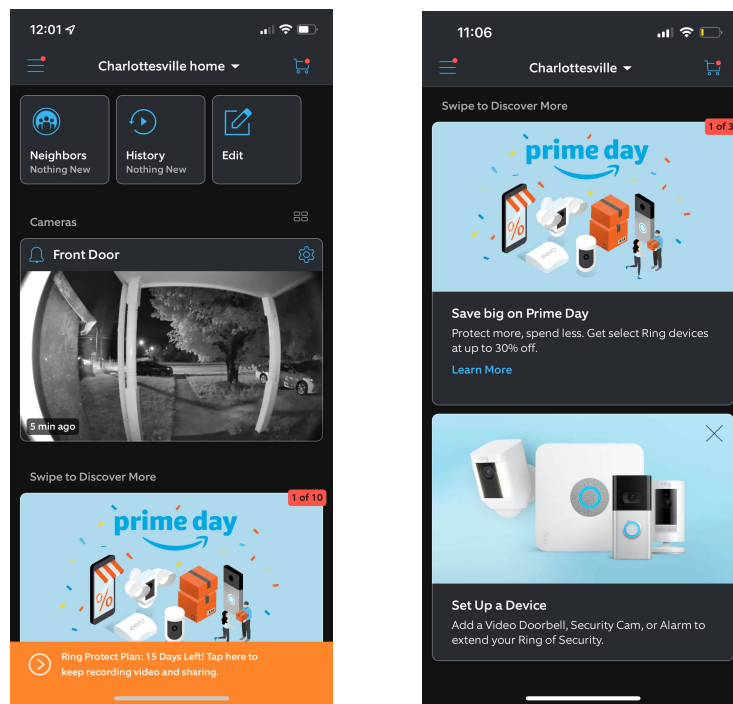 12:01
Charlottesville home
Neighbors
Nothing New
History
Nothing New
Edit
Cameras
Front Door
5 min ago
Swipe to Discover More
1 of 10
prime day
%
eero
Ring Protect Plan: 15 Days Left! Tap here to
keep recording video and sharing.
11:06
Charlottesville
Swipe to Discover More
1 of 3
prime day
%
eero
Save big on Prime Day
Protect more, spend less. Get select Ring devices
at up to 30% off.
Learn More
ring
Set Up a Device
Add a Video Doorbell, Security Cam, or Alarm to
extend your Ring of Security.